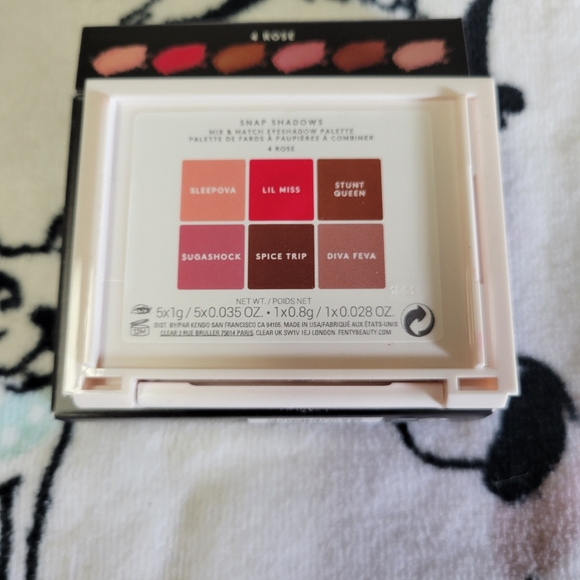 4 ROSE
SNAP SHADOWS
MIX & MATCH EYESHADOW PALETTE
PALETTE DE FARDS À PAUPIÈRES À COMBINER
4 ROSE
SLEEPOVA
LIL MISS
STUNT
QUEEN
$UGASHOCK
SPICE TRIP
DIVA FEVA
NET WT. / POIDS NET
5x1g / 5x0.035 OZ. • 1x0.8g / 1x0.028 OZ.
12M
DIST. BY/PAR KENDO SAN FRANCISCO CA 94105. MADE IN USA/FABRIQUÉ AUX ÉTATS-UNIS
CLEAR 2 RUE BRULLER 75014 PARIS. CLEAR UK SW1V 1EJ LONDON. FENTYBEAUTY.COM